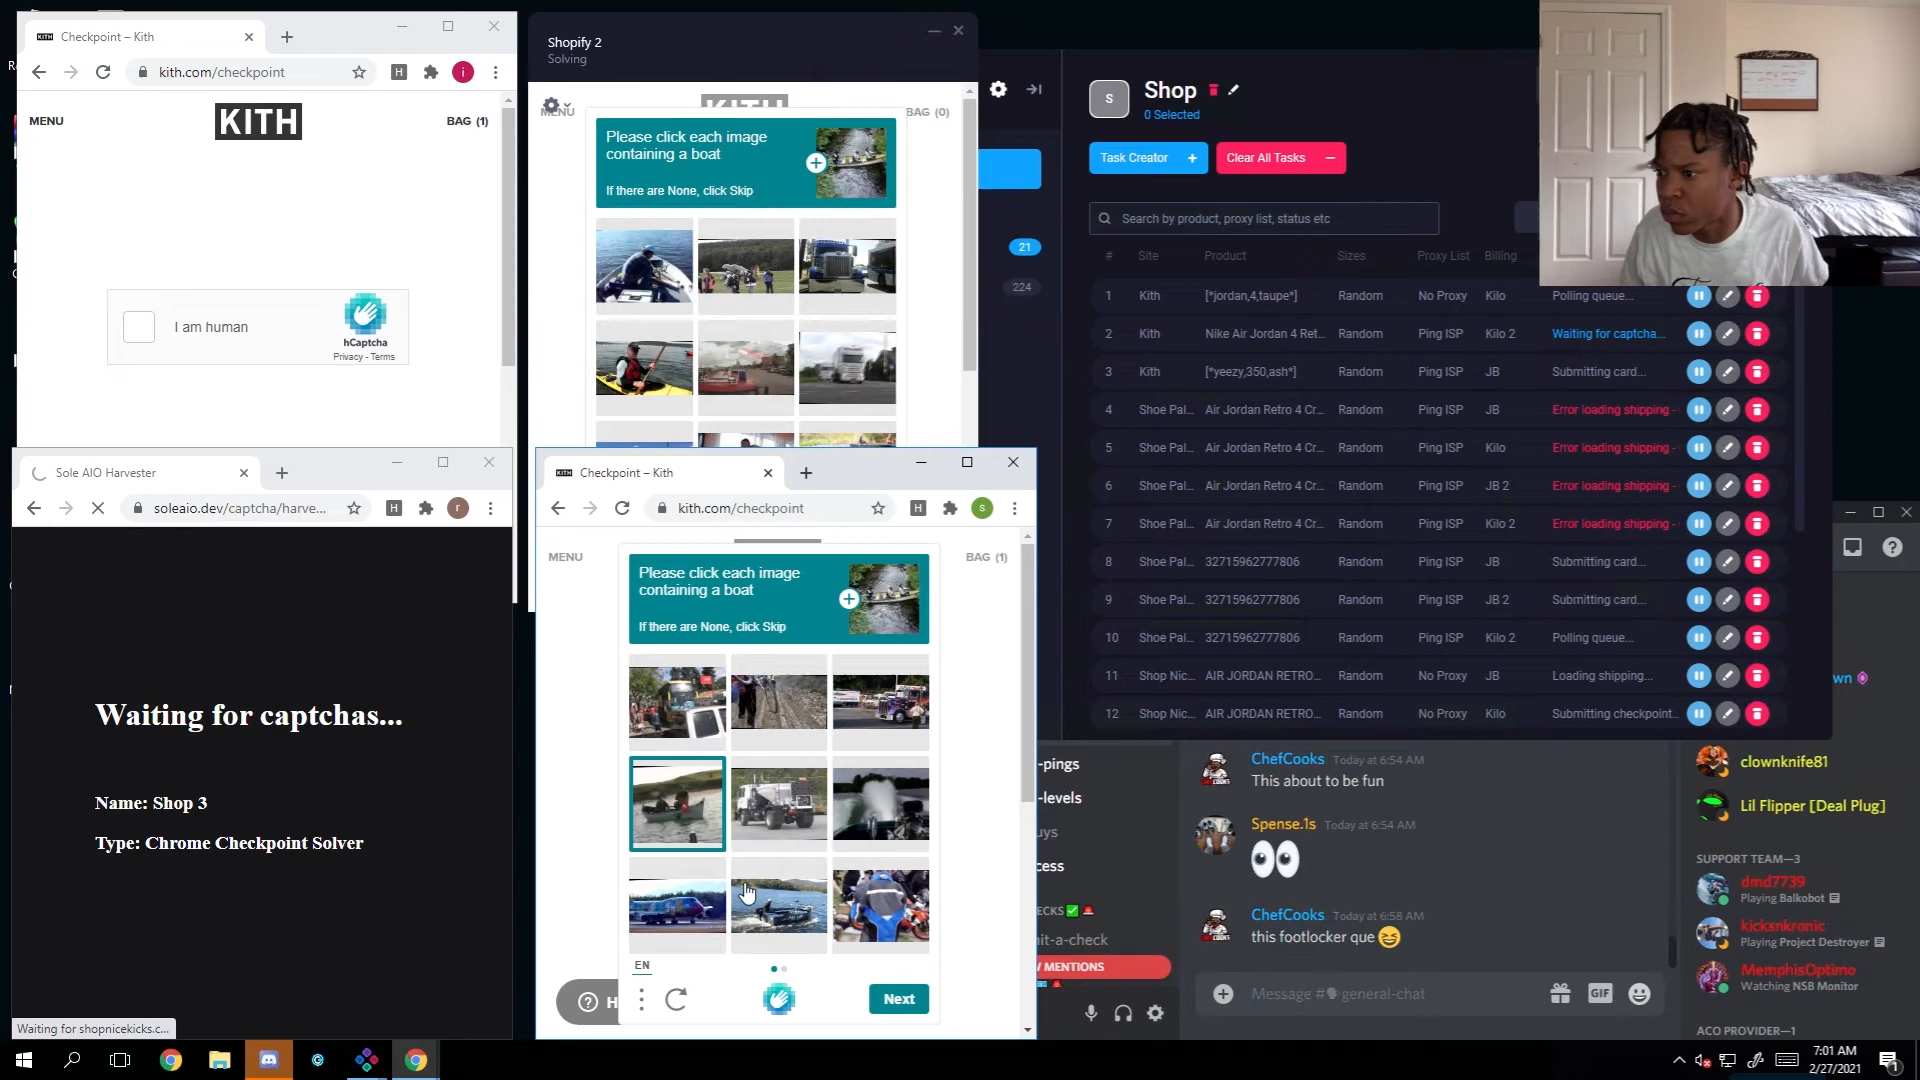 Checkpoint – Kith
kith.com/checkpoint
H
i
MENU
KITH
BAG (1)
I am human
hCaptcha
Privacy - Terms
Shopify 2
Solving
MENU
KITH
BAG (0)
Please click each image
containing a boat
If there are None, click Skip
Sole AIO Harvester
soleaio.dev/captcha/harve...
H
r
Waiting for captchas...
Name: Shop 3
Type: Chrome Checkpoint Solver
Waiting for shopnicekicks.c...
Checkpoint – Kith
kith.com/checkpoint
H
s
MENU
BAG (1)
Please click each image
containing a boat
If there are None, click Skip
EN
H
Next
21
224
S
Shop
0 Selected
Task Creator +
Clear All Tasks –
Search by product, proxy list, status etc
# Site Product Sizes Proxy List Billing
1 Kith [*jordan,4,taupe*] Random No Proxy Kilo Polling queue...
2 Kith Nike Air Jordan 4 Ret... Random Ping ISP Kilo 2 Waiting for captcha...
3 Kith [*yeezy,350,ash*] Random Ping ISP JB Submitting card...
4 Shoe Pal... Air Jordan Retro 4 Cr... Random Ping ISP JB Error loading shipping -
5 Shoe Pal... Air Jordan Retro 4 Cr... Random Ping ISP Kilo Error loading shipping -
6 Shoe Pal... Air Jordan Retro 4 Cr... Random Ping ISP JB 2 Error loading shipping -
7 Shoe Pal... Air Jordan Retro 4 Cr... Random Ping ISP Kilo 2 Error loading shipping -
8 Shoe Pal... 32715962777806 Random Ping ISP JB Submitting card...
9 Shoe Pal... 32715962777806 Random Ping ISP JB 2 Submitting card...
10 Shoe Pal... 32715962777806 Random Ping ISP Kilo 2 Polling queue...
11 Shop Nic... AIR JORDAN RETRO... Random No Proxy JB Loading shipping...
12 Shop Nic... AIR JORDAN RETRO... Random No Proxy Kilo Submitting checkpoint...
-pings
-levels
uys
cess
ECKS
it-a-check
MENTIONS
ChefCooks Today at 6:54 AM
This about to be fun
Spense.1s Today at 6:54 AM
ChefCooks Today at 6:58 AM
this footlocker que
Message #general-chat
GIF
wn
clownknife81
Lil Flipper [Deal Plug]
SUPPORT TEAM—3
dmd7739
Playing Balkobot
kicksnkronic
Playing Project Destroyer
MemphisOptimo
Watching NSB Monitor
ACO PROVIDER—1
7:01 AM
2/27/2021
1